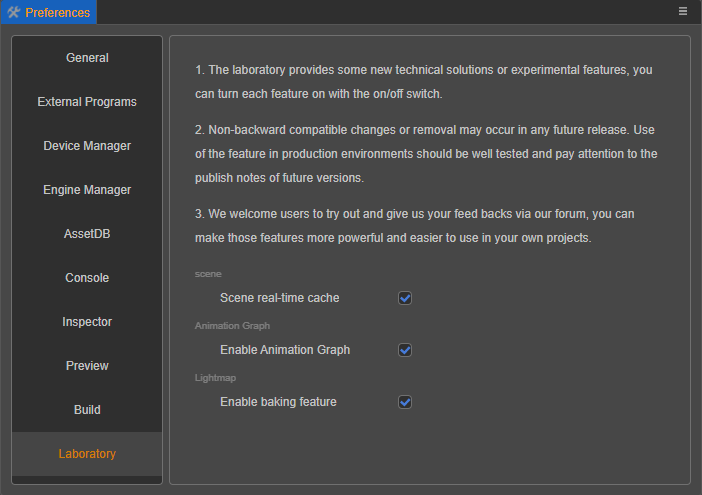 Preferences
General
External Programs
Device Manager
Engine Manager
AssetDB
Console
Inspector
Preview
Build
Laboratory
1. The laboratory provides some new technical solutions or experimental features, you
can turn each feature on with the on/off switch.
2. Non-backward compatible changes or removal may occur in any future release. Use
of the feature in production environments should be well tested and pay attention to the
publish notes of future versions.
3. We welcome users to try out and give us your feed backs via our forum, you can
make those features more powerful and easier to use in your own projects.
scene
Scene real-time cache
Animation Graph
Enable Animation Graph
Lightmap
Enable baking feature